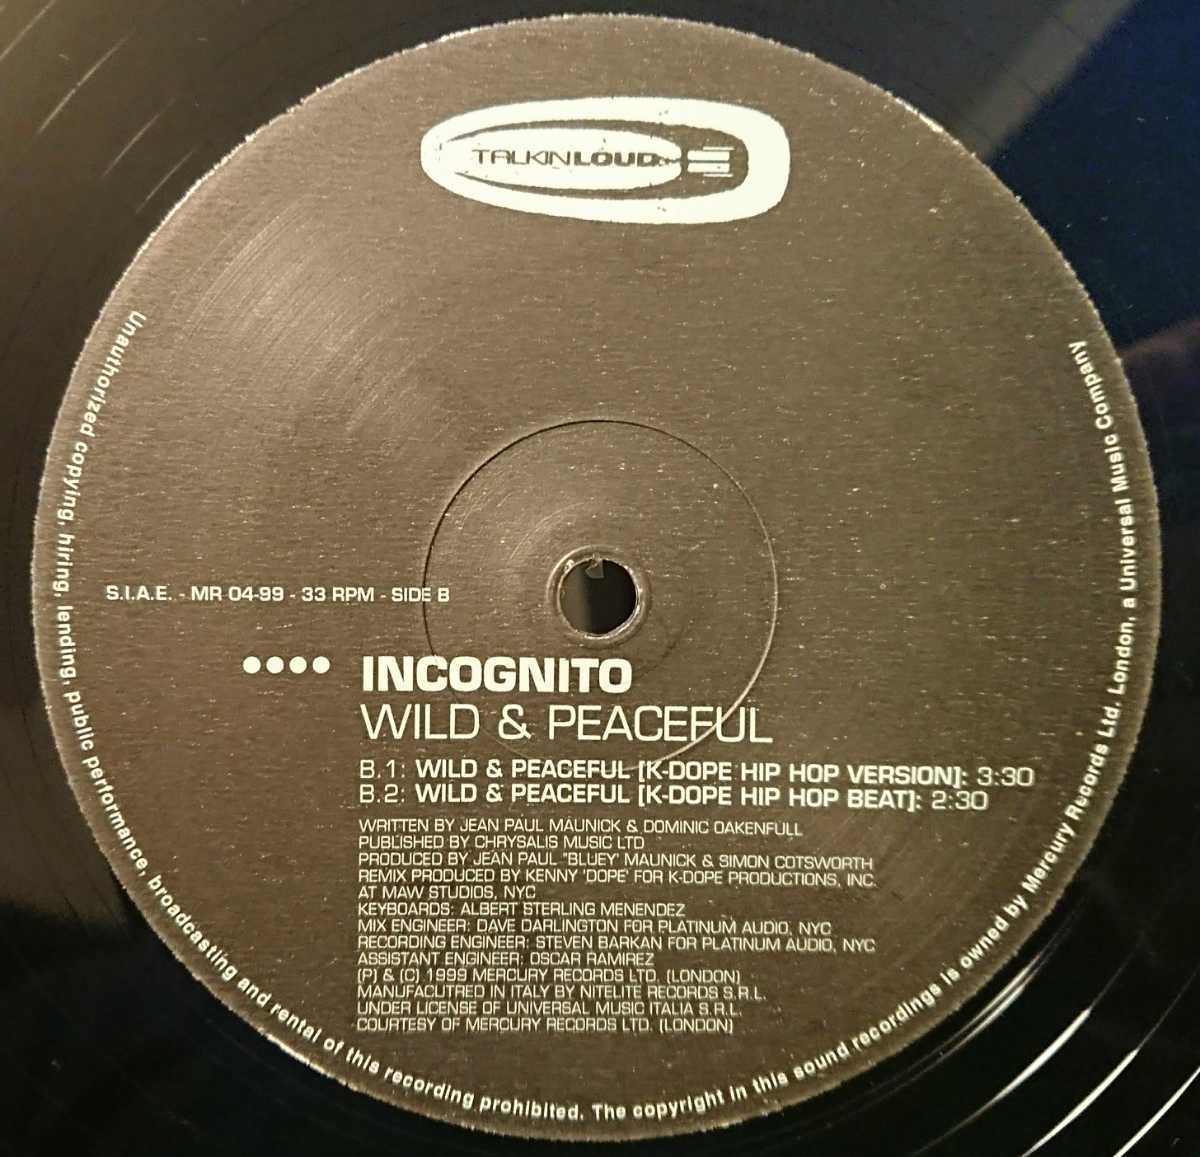 TALKIN LOUD
S.I.A.E. - MR 04-99 - 33 RPM - SIDE B
INCOGNITO
WILD & PEACEFUL
B.1: WILD & PEACEFUL [K-DOPE HIP HOP VERSION]: 3:30
B.2: WILD & PEACEFUL [K-DOPE HIP HOP BEAT]: 2:30
WRITTEN BY JEAN PAUL MAUNICK & DOMINIC OAKENFULL
PUBLISHED BY CHRYSALIS MUSIC LTD
PRODUCED BY JEAN PAUL "BLUEY' MAUNICK & SIMON COTSWORTH
REMIX PRODUCED BY KENNY 'DOPE' FOR K-DOPE PRODUCTIONS, INC.
AT MAW STUDIOS, NYC
KEYBOARDS: ALBERT STERLING MENENDEZ
MIX ENGINEER: DAVE DARLINGTON FOR PLATINUM AUDIO, NYC
RECORDING ENGINEER: STEVEN BARKAN FOR PLATINUM AUDIO, NYC
ASSISTANT ENGINEER: OSCAR RAMIREZ
(P) & (C) 1999 MERCURY RECORDS LTD. (LONDON)
MANUFACUTRED IN ITALY BY NITELITE RECORDS S.R.L.
UNDER LICENSE OF UNIVERSAL MUSIC ITALIA S.R.L.
COURTESY OF MERCURY RECORDS LTD. (LONDON)
Unauthorized copying, hiring, lending, public performance, broadcasting and rental of this recording prohibited. The copyright in this sound recordings is owned by Mercury Records Ltd. London, a Universal Music Company